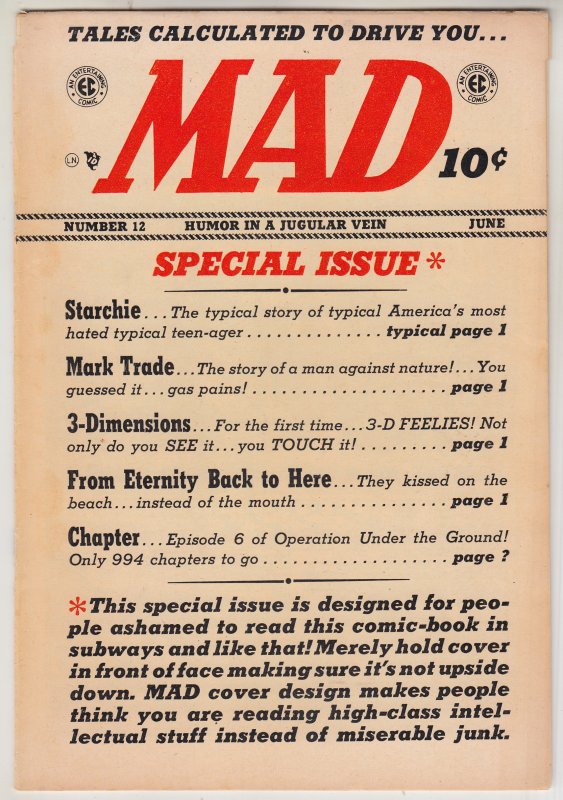 TALES CALCULATED TO DRIVE YOU...
AN ENTERTAINING EC COMIC
AN ENTERTAINING EC COMIC
MAD
LN
10¢
NUMBER 12 HUMOR IN A JUGULAR VEIN JUNE
SPECIAL ISSUE *
Starchie...The typical story of typical America's most
hated typical teen-ager..............typical page 1
Mark Trade...The story of a man against nature!...You
guessed it...gas pains!.....................page 1
3-Dimensions...For the first time...3-D FEELIES! Not
only do you SEE it...you TOUCH it!.........page 1
From Eternity Back to Here...They kissed on the
beach...instead of the mouth...............page 1
Chapter...Episode 6 of Operation Under the Ground!
Only 994 chapters to go....................page ?
*This special issue is designed for peo-
ple ashamed to read this comic-book in
subways and like that! Merely hold cover
in front of face making sure it's not upside
down. MAD cover design makes people
think you are reading high-class intel-
lectual stuff instead of miserable junk.